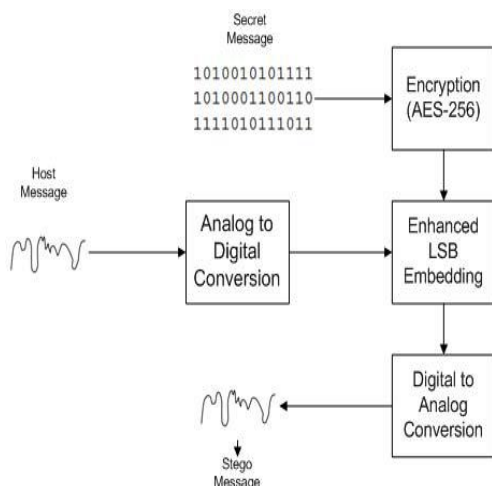 Secret
Message
1010010101111
1010001100110
1111010111011
Encryption
(AES-256)
Host
Message
Analog to
Digital
Conversion
Enhanced
LSB
Embedding
Digital to
Analog
Conversion
Stego
Message